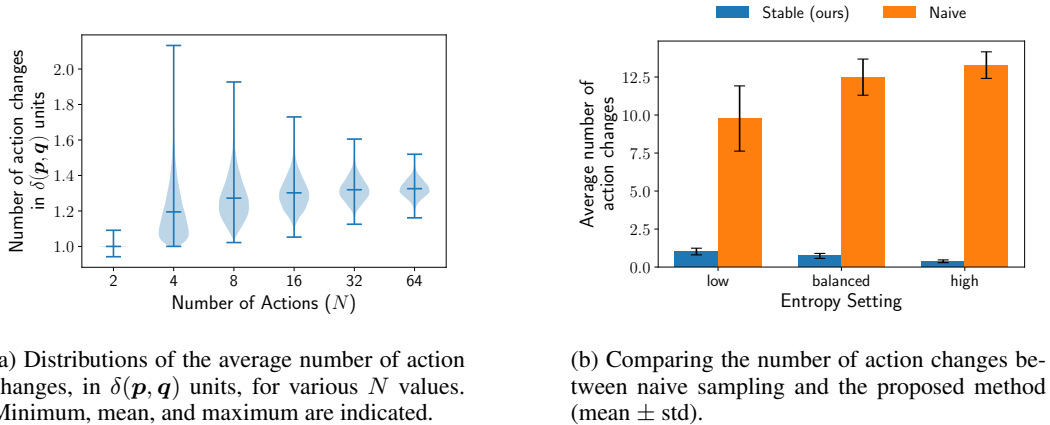 Stable (ours) Naive
Number of action changes
in δ(p, q) units
2.0
1.8
1.6
1.4
1.2
1.0
2 4 8 16 32 64
Number of Actions (N)
Average number of
action changes
12.5
10.0
7.5
5.0
2.5
0.0
low balanced high
Entropy Setting
a) Distributions of the average number of action
hanges, in δ(p, q) units, for various N values.
Minimum, mean, and maximum are indicated.
(b) Comparing the number of action changes be-
tween naive sampling and the proposed method
(mean ± std).